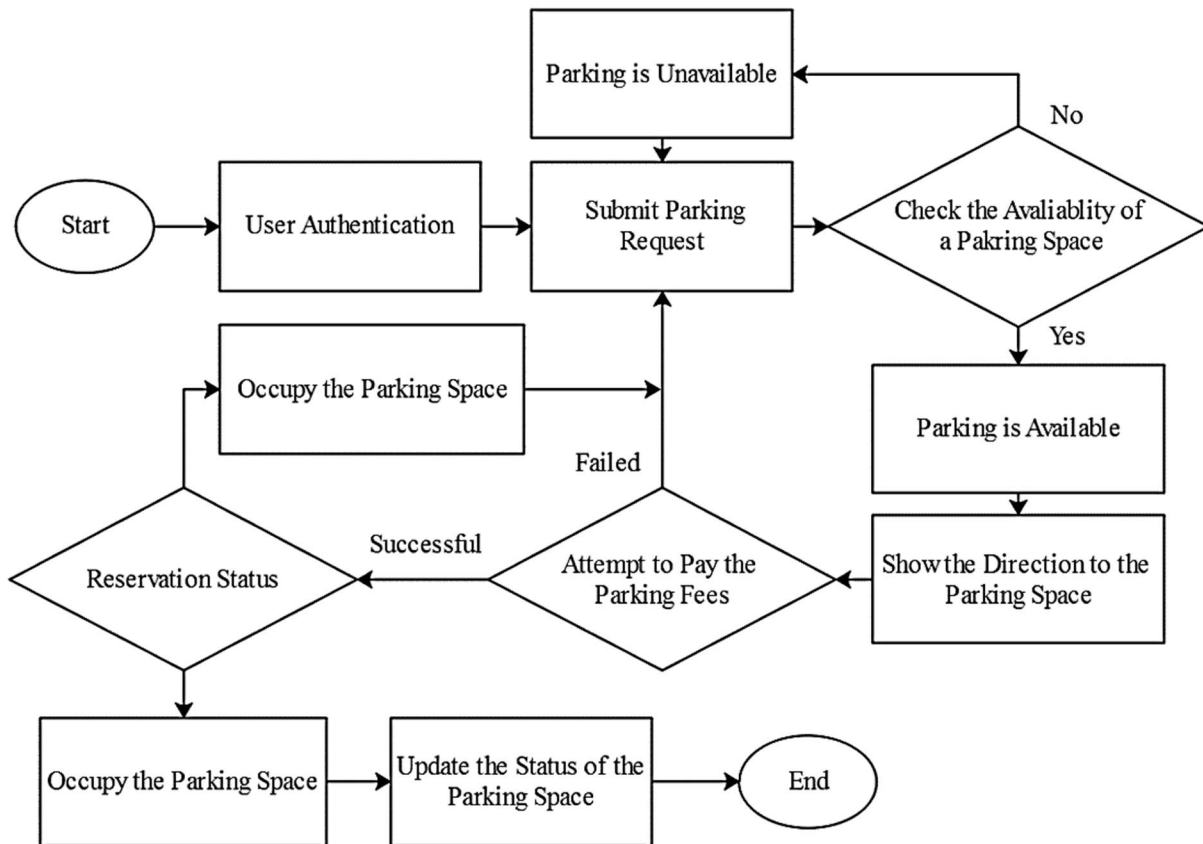 Parking is Unavailable
No
Start
User Authentication
Submit Parking
Request
Check the Avaliablity of
a Pakring Space
Yes
Occupy the Parking Space
Parking is Available
Failed
Successful
Reservation Status
Attempt to Pay the
Parking Fees
Show the Direction to the
Parking Space
Occupy the Parking Space
Update the Status of the
Parking Space
End